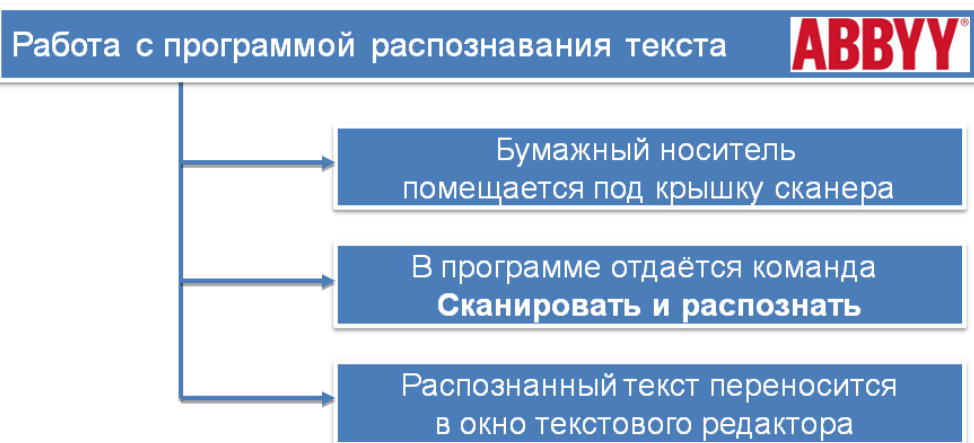 Работа с программой распознавания текста ABBYY®
Бумажный носитель
помещается под крышку сканера
В программе отдаётся команда
Сканировать и распознать
Распознанный текст переносится
в окно текстового редактора